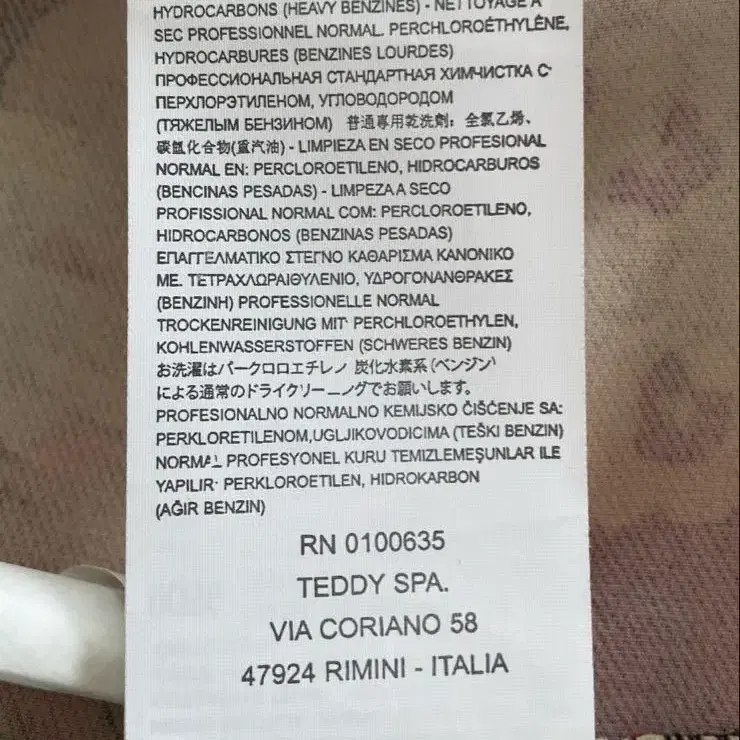 HYDROCARBONS (HEAVY BENZINES) - NETTOYAGE A
SEC PROFESSIONNEL NORMAL. PERCHLOROÉTHYLÈNE,
HYDROCARBURES (BENZINES LOURDES)
ПРОФЕССИОНАЛЬНАЯ СТАНДАРТНАЯ ХИМЧИСТКА С
ПЕРХЛОРЭТИЛЕНОМ, УГЛОВОДОРОДОМ
(ТЯЖЕЛЫМ БЕНЗИНОМ) 普通專用乾洗劑：全氯乙烯、
碳氫化合物(重汽油) - LIMPIEZA EN SECO PROFESIONAL
NORMAL EN: PERCLOROETILENO, HIDROCARBUROS
(BENCINAS PESADAS) - LIMPEZA A SECO
PROFISSIONAL NORMAL COM: PERCLOROETILENO,
HIDROCARBONOS (BENZINAS PESADAS)
ΕΠΑΓΓΕΛΜΑΤΙΚΟ ΣΤΕΓΝΟ ΚΑΘΑΡΙΣΜΑ ΚΑΝΟΝΙΚΟ
ΜΕ. ΤΕΤΡΑΧΛΩΡΑΙΘΥΛΕΝΙΟ, ΥΔΡΟΓΟΝΑΝΘΡΑΚΕΣ
(ΒΕΝΖΙΝΗ) PROFESSIONELLE NORMAL
TROCKENREINIGUNG MIT PERCHLOROETHYLEN,
KOHLENWASSERSTOFFEN (SCHWERES BENZIN)
お洗濯はパークロロエチレノ 炭化水素系（ベンジン）
による通常のドライクリーニングでお願いします。
PROFESIONALNO NORMALNO KEMIJSKO ČIŠĆENJE SA:
PERKLORETILENOM,UGLJIKOVODICIMA (TEŠKI BENZIN)
NORMAL PROFESYONEL KURU TEMIZLEMEŞUNLAR ILE
YAPILIR: PERKLOROETILEN, HIDROKARBON
(AĞIR BENZIN)
RN 0100635
TEDDY SPA.
VIA CORIANO 58
47924 RIMINI - ITALIA